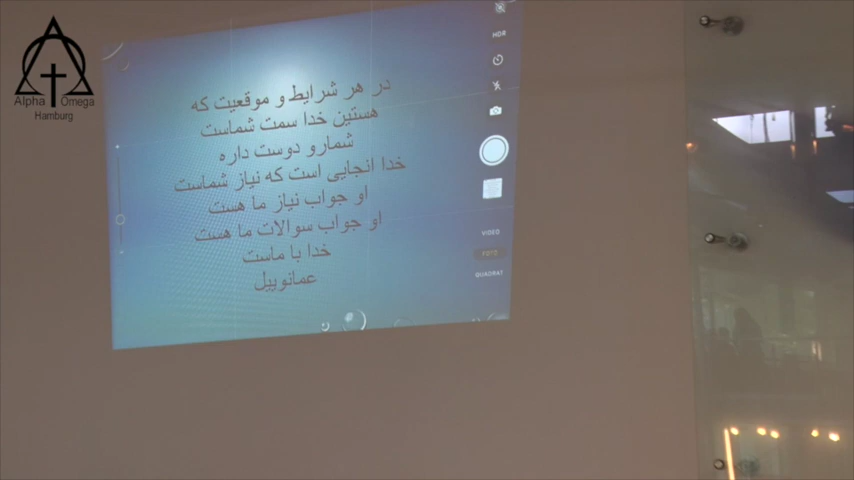 Alpha Omega
Hamburg
در هر شرایط و موقعیت که
هستین خدا سمت شماست
شمارو دوست داره
خدا انجایی است که نیاز شماست
او جواب نیاز ما هست
او جواب سوالات ما هست
خدا با ماست
عمانوییل
HDR
VIDEO
FOTO
QUADRAT